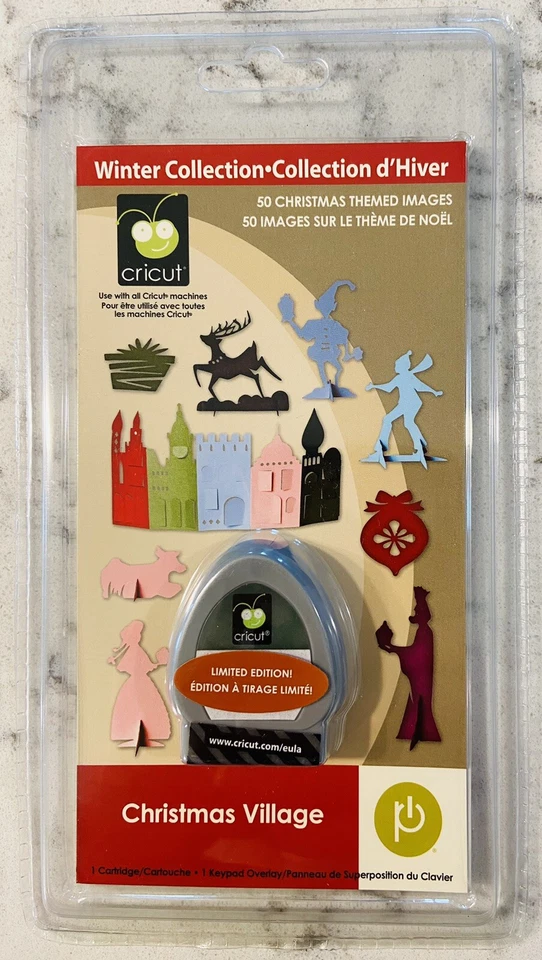 Winter Collection•Collection d'Hiver
50 CHRISTMAS THEMED IMAGES
50 IMAGES SUR LE THÈME DE NOËL
cricut®
Use with all Cricut® machines
Pour être utilisé avec toutes
les machines Cricut®
cricut®
LIMITED EDITION!
ÉDITION À TIRAGE LIMITÉ!
www.cricut.com/eula
Christmas Village
1 Cartridge/Cartouche • 1 Keypod Overlay/Panneau de Superposition du Clavier